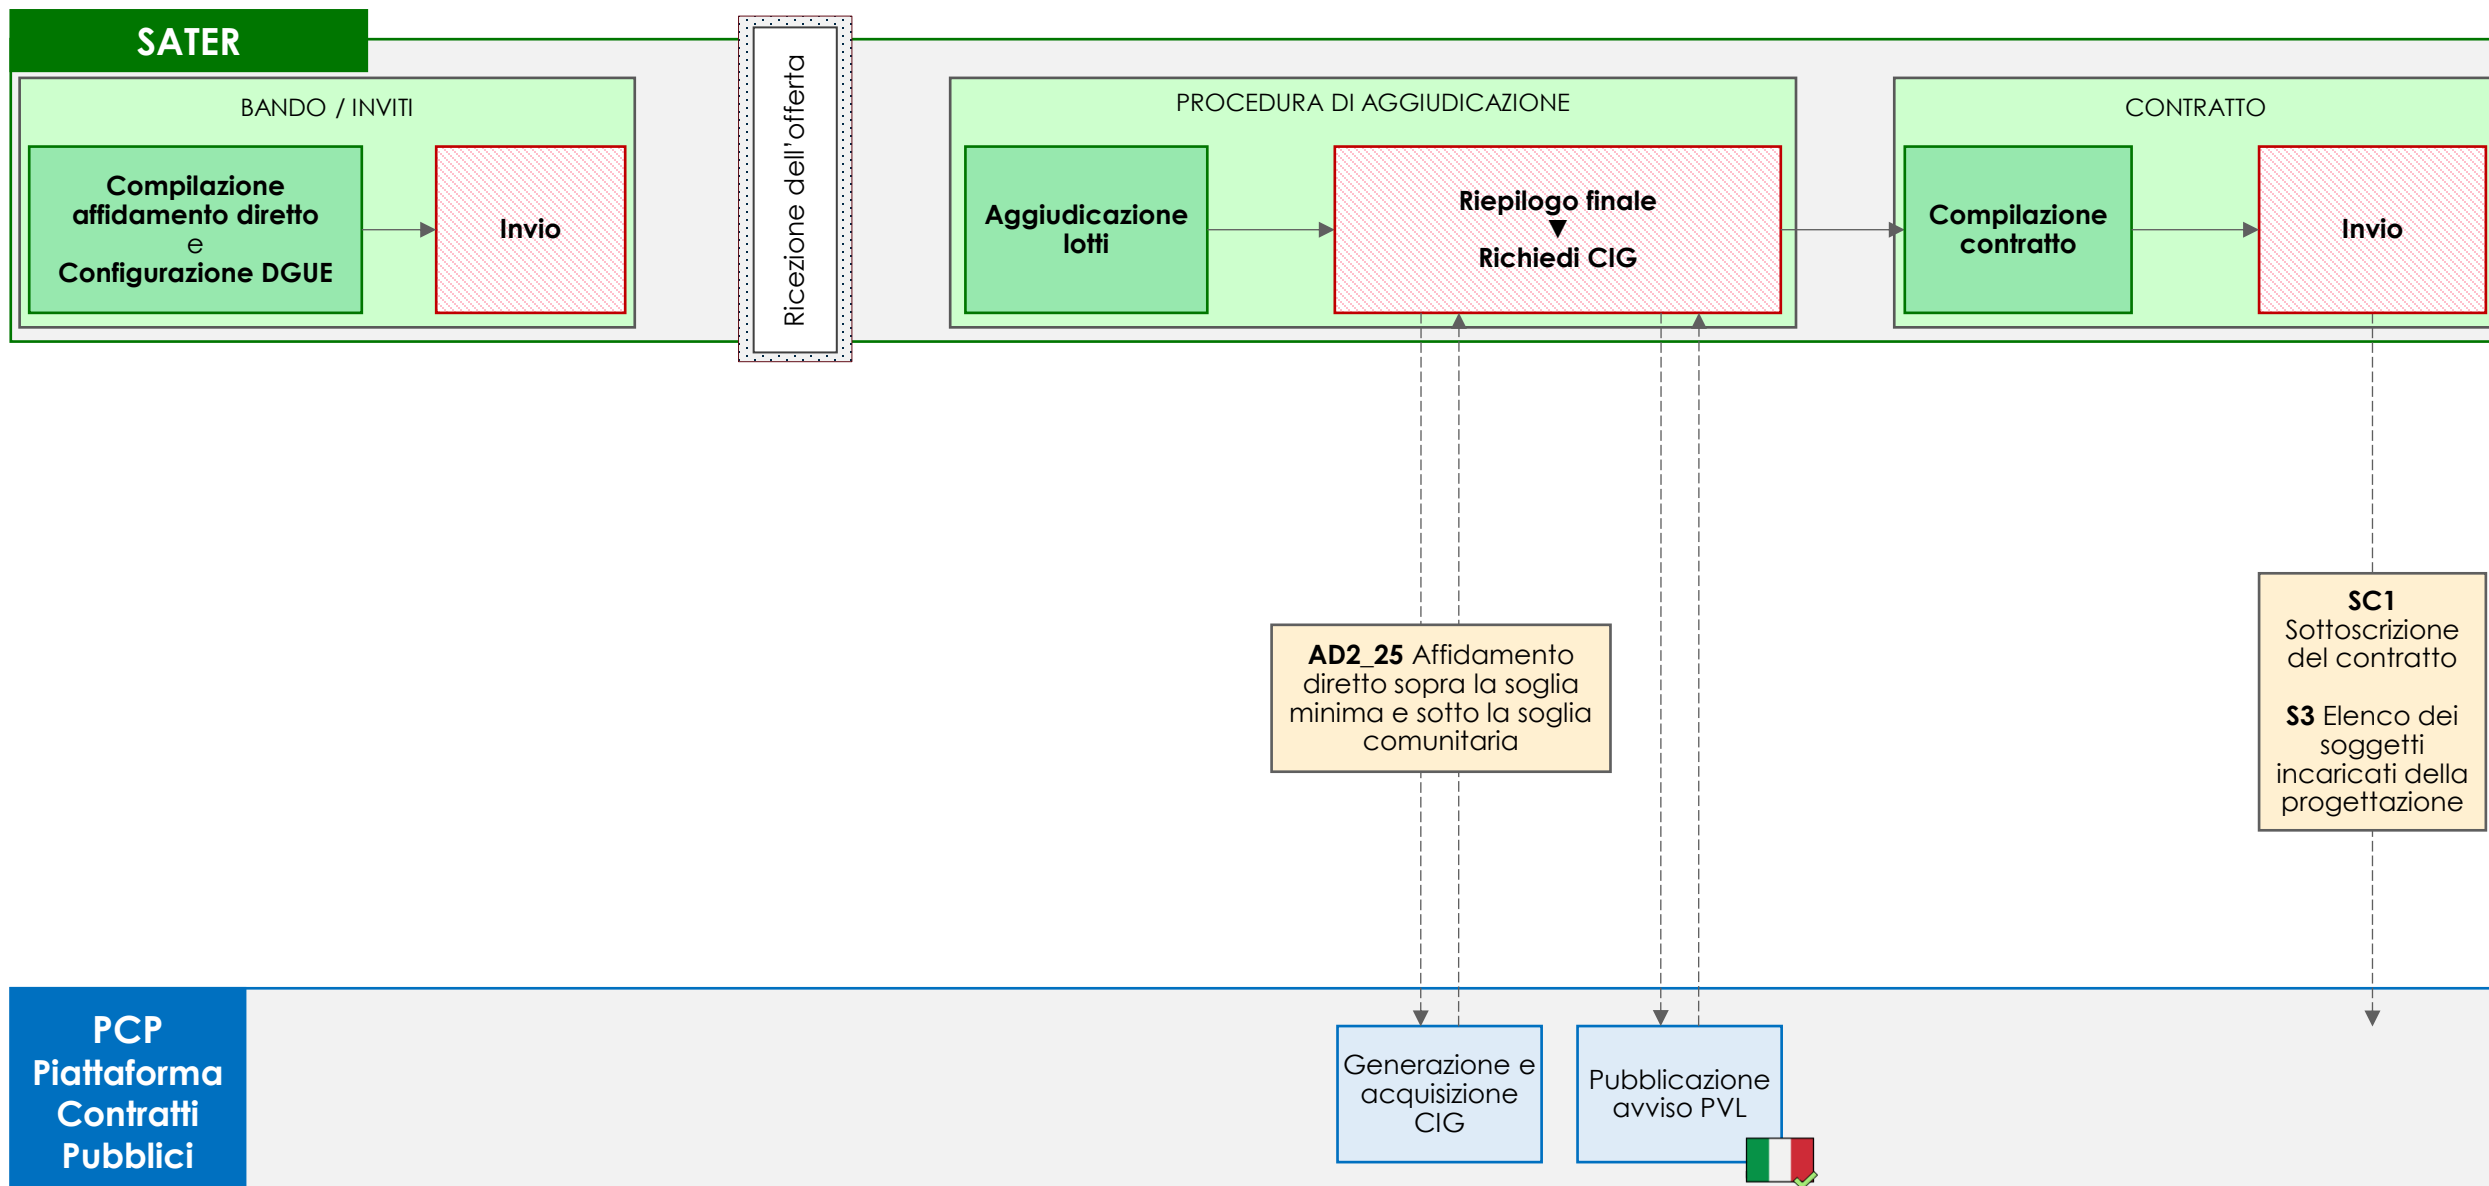 SATER
BANDO / INVITI
Compilazione
affidamento diretto
e
Configurazione DGUE
Invio
Ricezione dell'offerta
PROCEDURA DI AGGIUDICAZIONE
Aggiudicazione
lotti
Riepilogo finale
▼
Richiedi CIG
CONTRATTO
Compilazione
contratto
Invio
AD2_25 Affidamento
diretto sopra la soglia
minima e sotto la soglia
comunitaria
SC1
Sottoscrizione
del contratto
S3 Elenco dei
soggetti
incaricati della
progettazione
PCP
Piattaforma
Contratti
Pubblici
Generazione e
acquisizione
CIG
Pubblicazione
avviso PVL